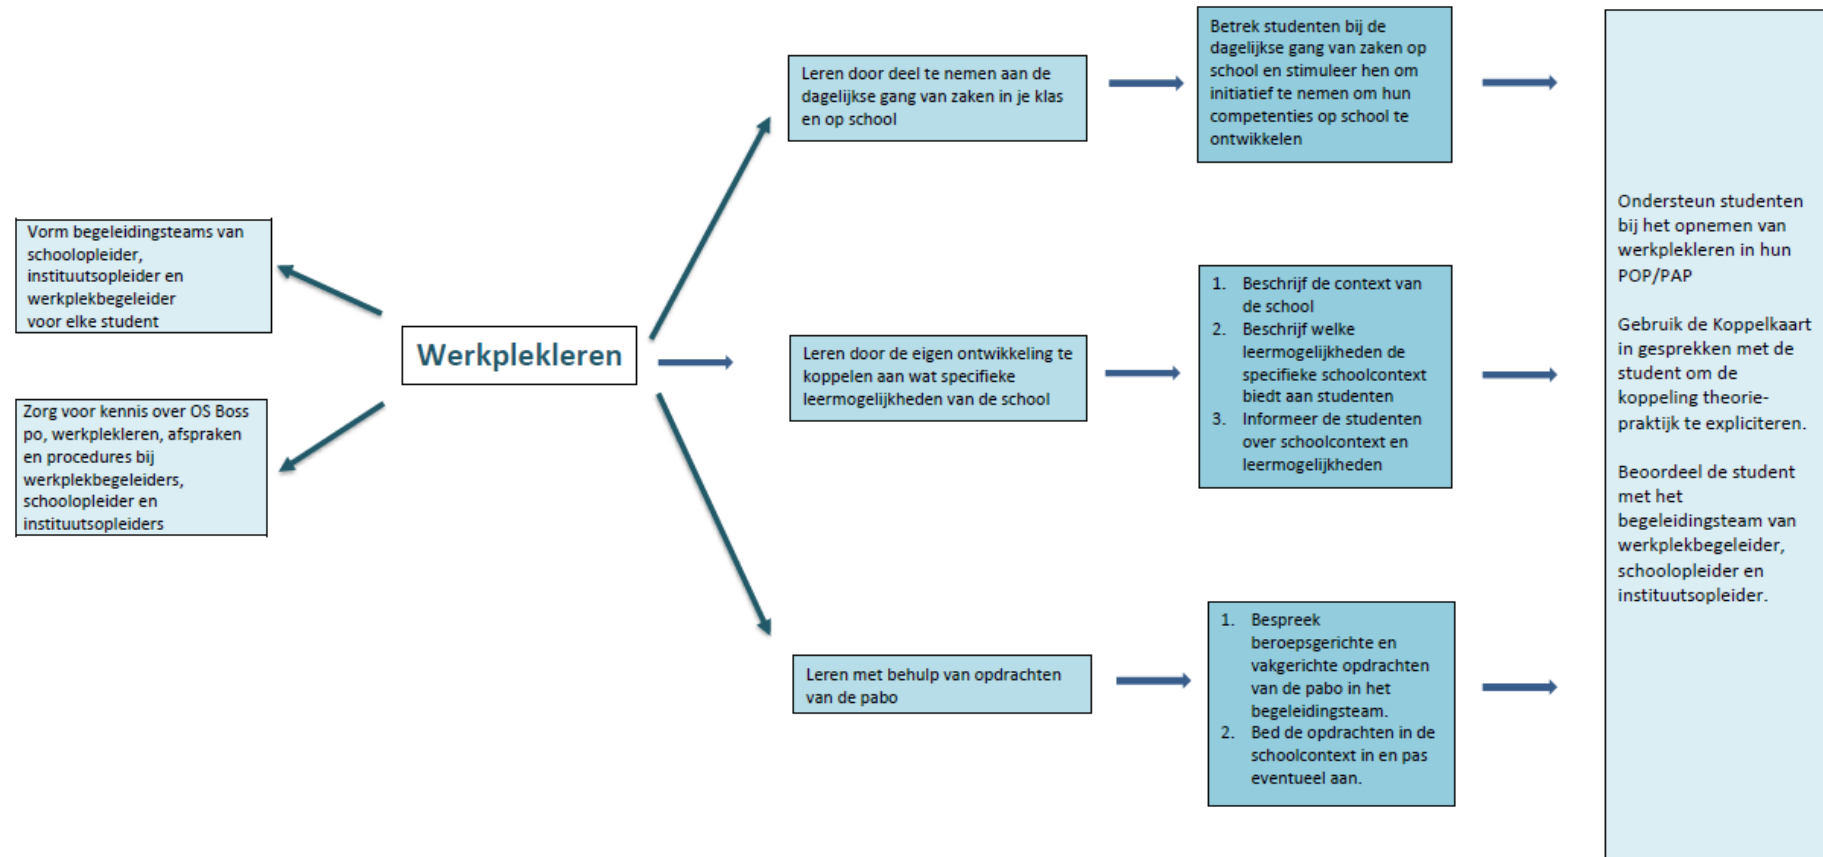 Vorm begeleidingsteams van
schoolopleider,
instituutsopleider en
werkplekbegeleider
voor elke student
Zorg voor kennis over OS Boss
po, werkplekleren, afspraken
en procedures bij
werkplekbegeleiders,
schoolopleider en
instituutsopleiders
Werkplekleren
Leren door deel te nemen aan de
dagelijkse gang van zaken in je klas
en op school
Leren door de eigen ontwikkeling te
koppelen aan wat specifieke
leermogelijkheden van de school
Leren met behulp van opdrachten
van de pabo
Betrek studenten bij de
dagelijkse gang van zaken op
school en stimuleer hen om
initiatief te nemen om hun
competenties op school te
ontwikkelen
1. Beschrijf de context van
de school
2. Beschrijf welke
leermogelijkheden de
specifieke schoolcontext
biedt aan studenten
3. Informeer de studenten
over schoolcontext en
leermogelijkheden
1. Bespreek
beroepsgerichte en
vakgerichte opdrachten
van de pabo in het
begeleidingsteam.
2. Bed de opdrachten in de
schoolcontext in en pas
eventueel aan.
Ondersteun studenten
bij het opnemen van
werkplekleren in hun
POP/PAP
Gebruik de Koppelkaart
in gesprekken met de
student om de
koppeling theorie-
praktijk te expliciteren.
Beoordeel de student
met het
begeleidingsteam van
werkplekbegeleider,
schoolopleider en
instituutsopleider.